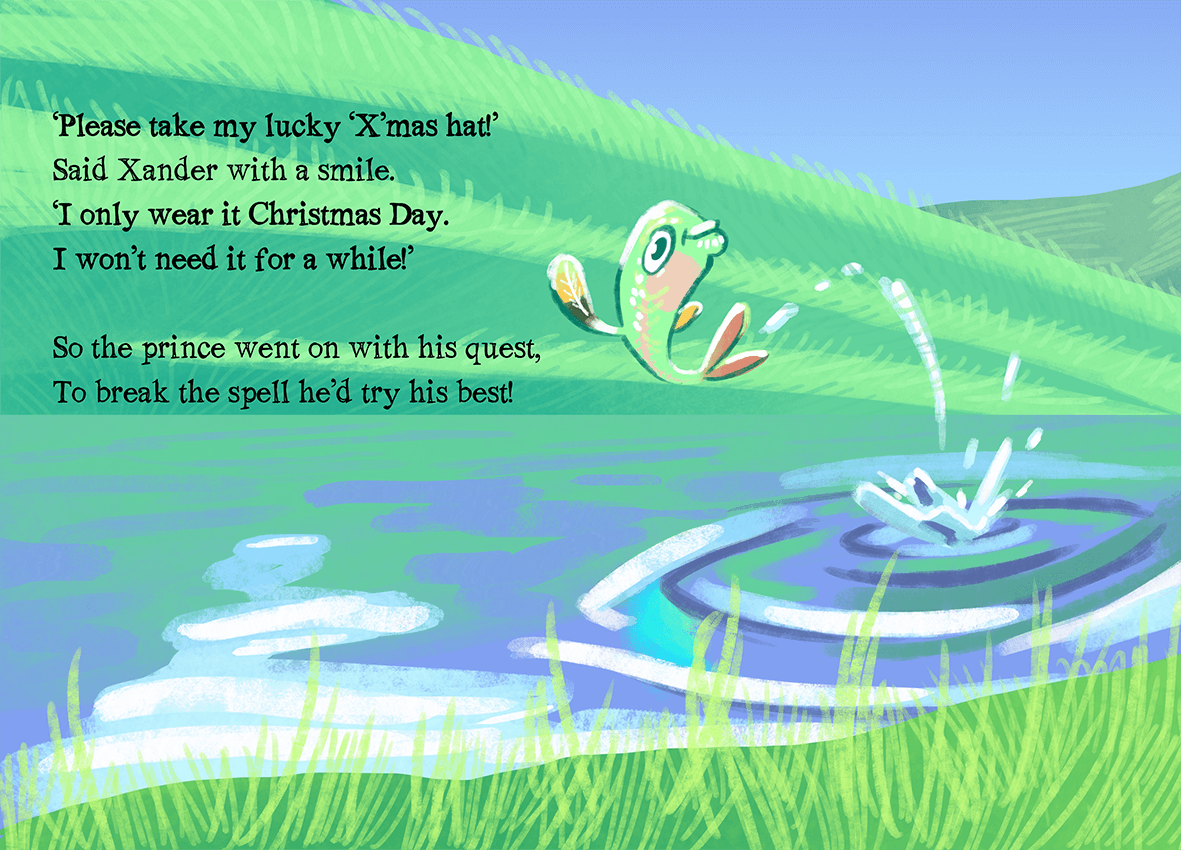 ‘Please take my lucky ‘X’mas hat!’
Said Xander with a smile.
‘I only wear it Christmas Day.
I won’t need it for a while!’
So the prince went on with his quest,
To break the spell he’d try his best!